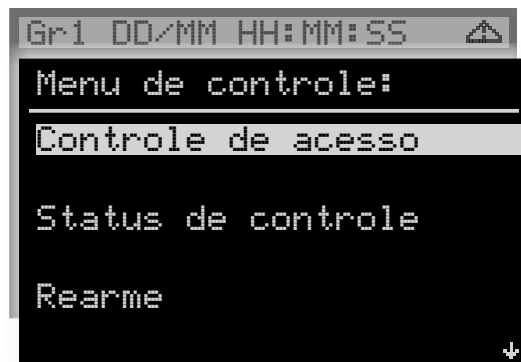 Gr1 DD/MM HH:MM:SS
Menu de controle:
Controle de acesso
Status de controle
Rearme